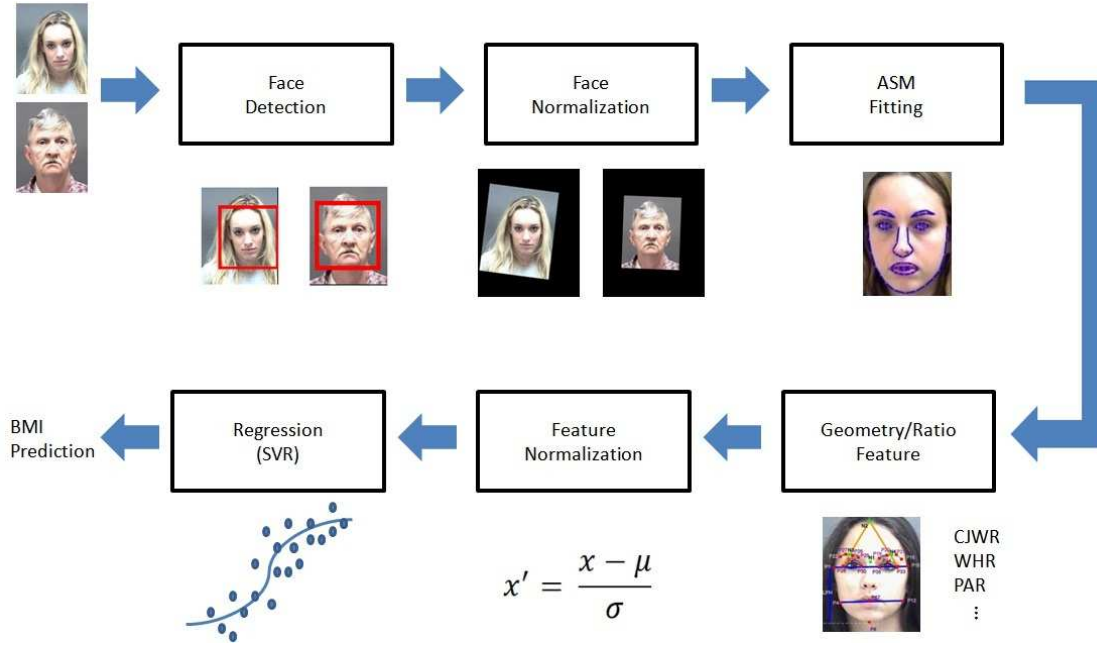 Face
Detection
Face
Normalization
ASM
Fitting
BMI
Prediction
Regression
(SVR)
Feature
Normalization
Geometry/Ratio
Feature
x' = (x − μ) / σ
CJWR
WHR
PAR
⋮